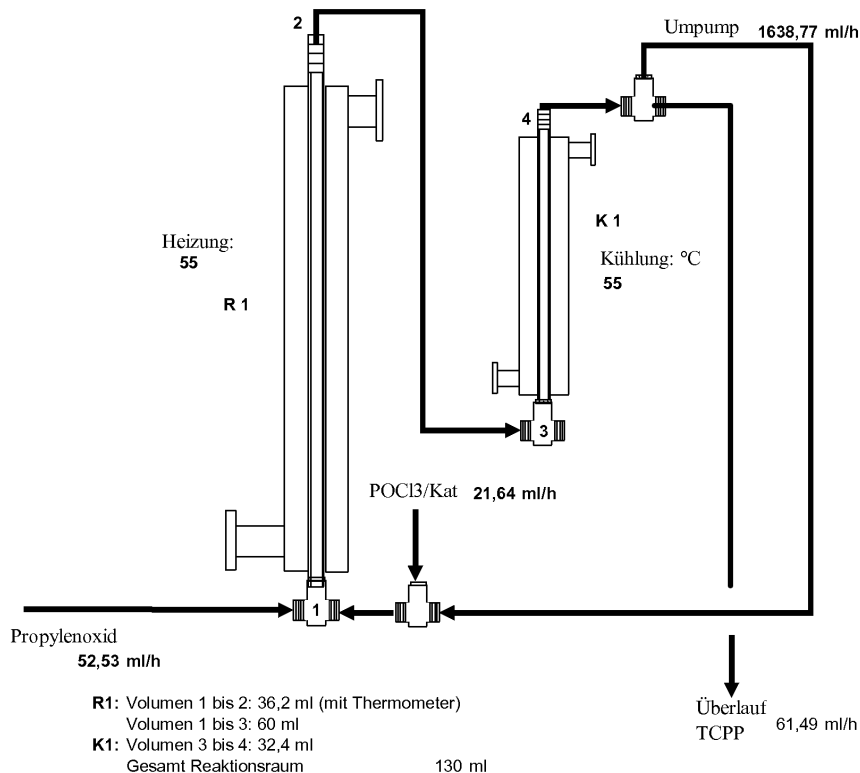 2
Umpump 1638,77 ml/h
4
K 1
Heizung:
55
Kühlung: °C
55
R 1
3
POCl3/Kat 21,64 ml/h
1
Propylenoxid
52,53 ml/h
R1: Volumen 1 bis 2: 36,2 ml (mit Thermometer)
Volumen 1 bis 3: 60 ml
K1: Volumen 3 bis 4: 32,4 ml
Gesamt Reaktionsraum 130 ml
Überlauf
TCPP 61,49 ml/h